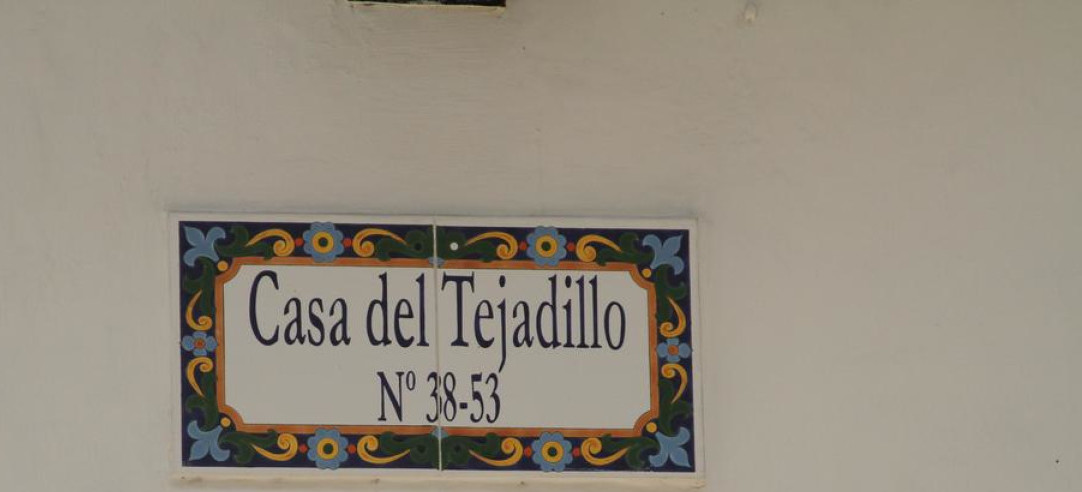 Casa del Tejadillo
Nº 38-53